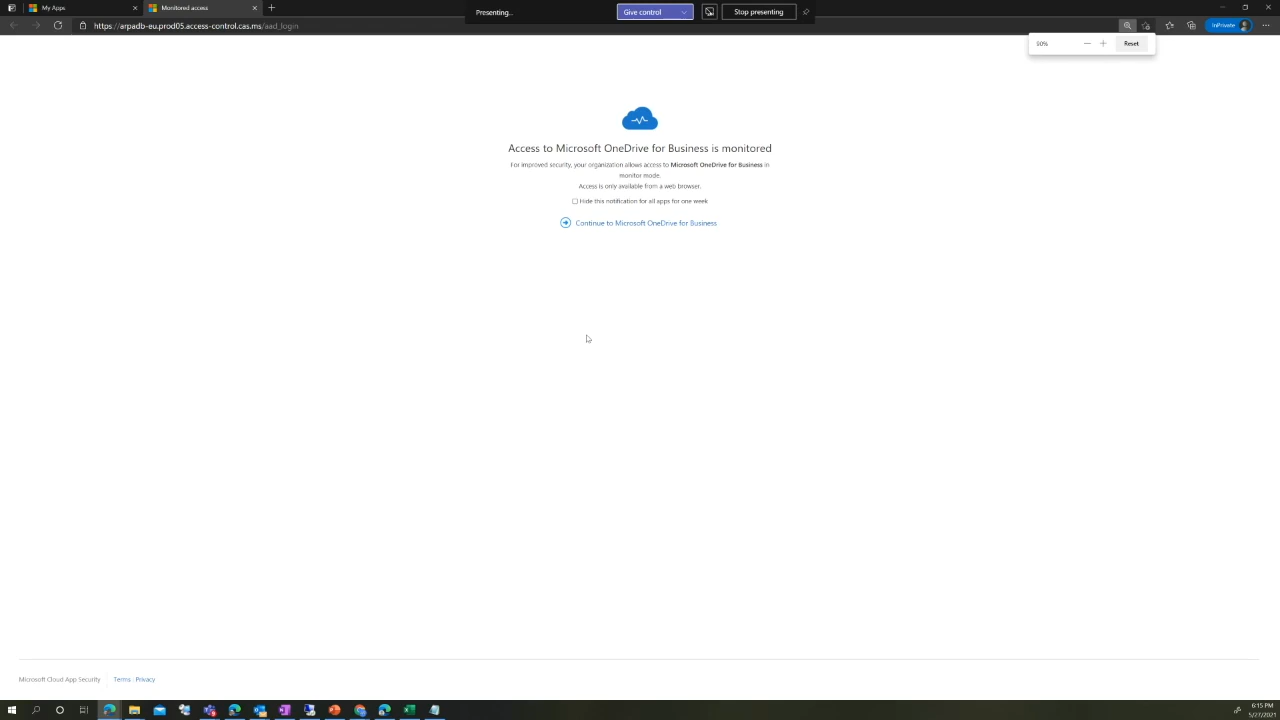 My Apps
Monitored access
Presenting...
Give control
Stop presenting
https://arpadb-eu.prod05.access-control.cas.ms/aad_login
InPrivate
90%
Reset
Access to Microsoft OneDrive for Business is monitored
For improved security, your organization allows access to Microsoft OneDrive for Business in
monitor mode.
Access is only available from a web browser.
Hide this notification for all apps for one week
Continue to Microsoft OneDrive for Business
Microsoft Cloud App Security
Terms
Privacy
6:15 PM
5/27/2021